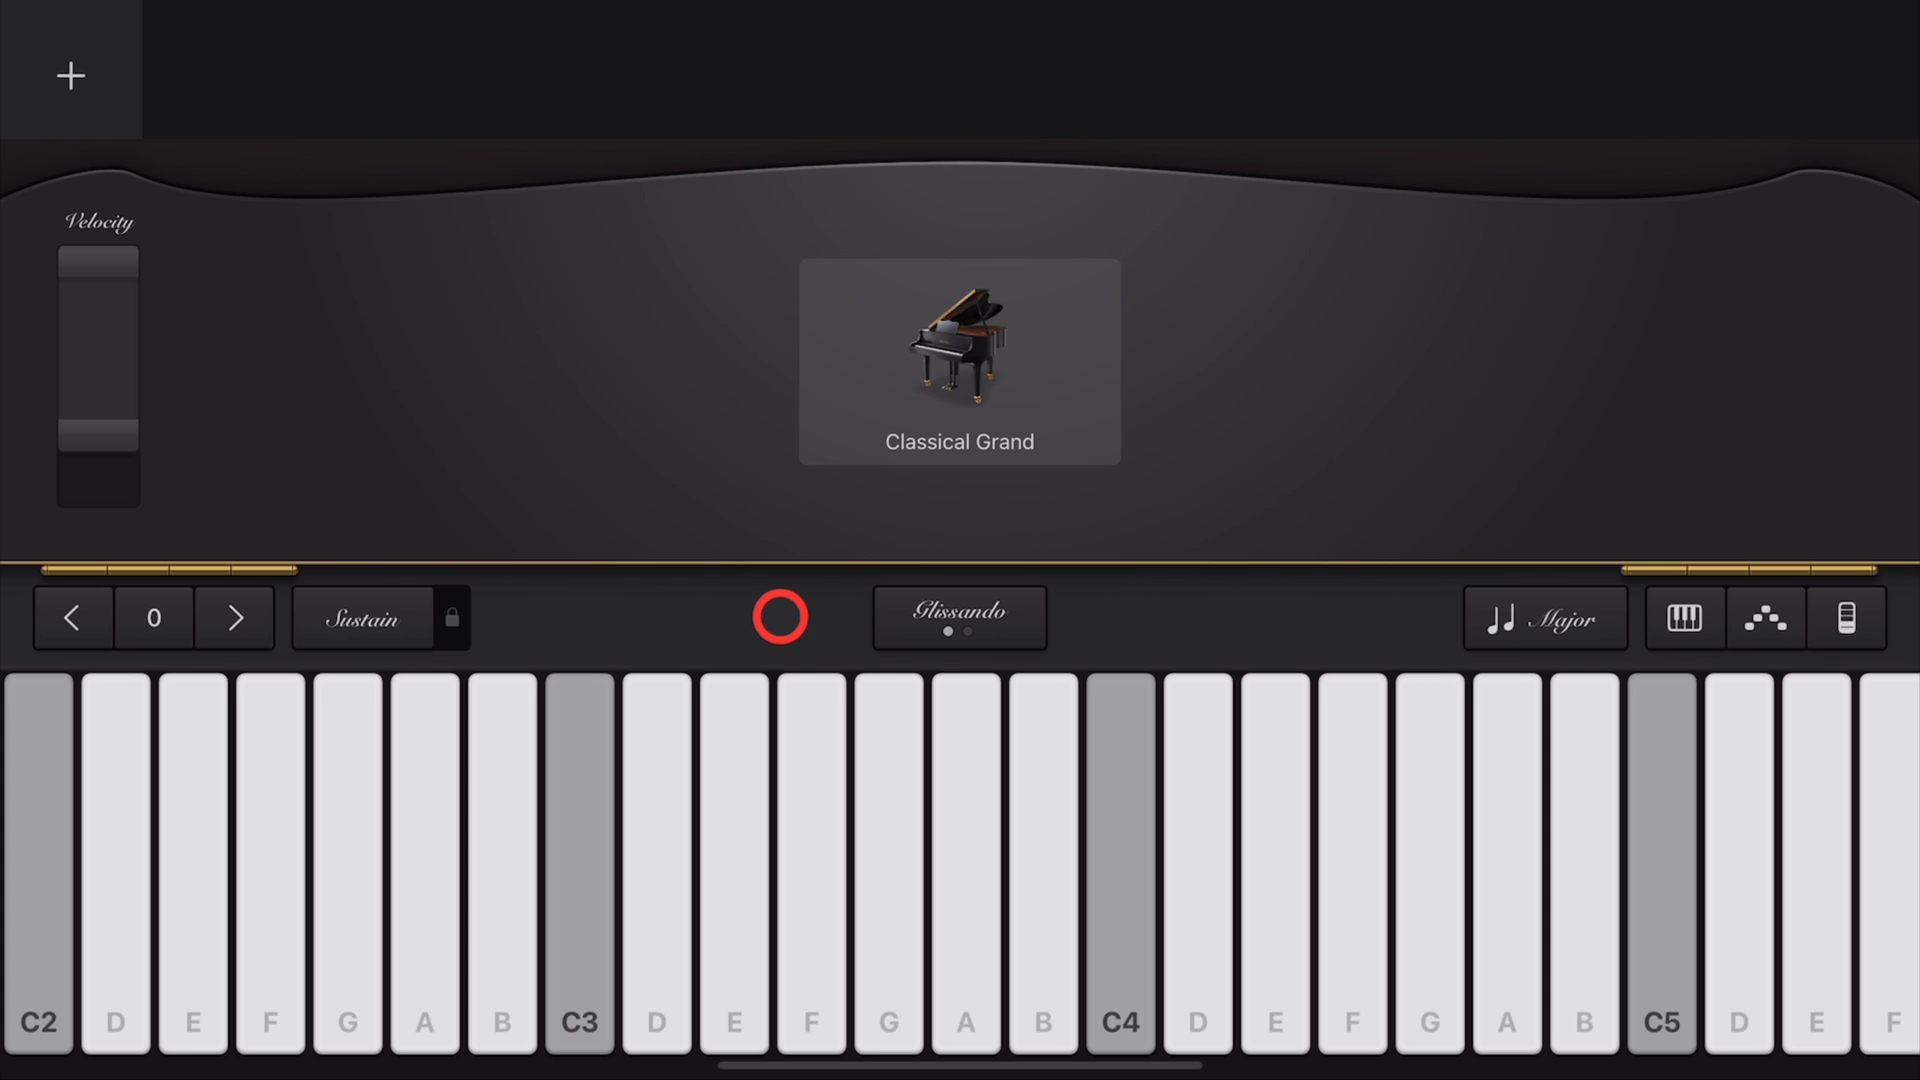 Velocity
Classical Grand
0
Sustain
Glissando
Major
C2 D E F G A B C3 D E F G A B C4 D E F G A B C5 D E F